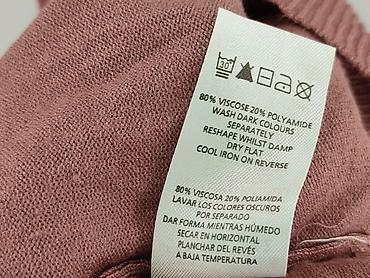 30°
80% VISCOSE 20% POLYAMIDE
WASH DARK COLOURS
SEPARATELY
RESHAPE WHILST DAMP
DRY FLAT
COOL IRON ON REVERSE
80% VISCOSA 20% POLIAMIDA
LAVAR LOS COLORES OSCUROS
POR SEPARADO
DAR FORMA MIENTRAS HÚMEDO
SECAR EN HORIZONTAL
PLANCHAR DEL REVÉS
A BAJA TEMPERATURA